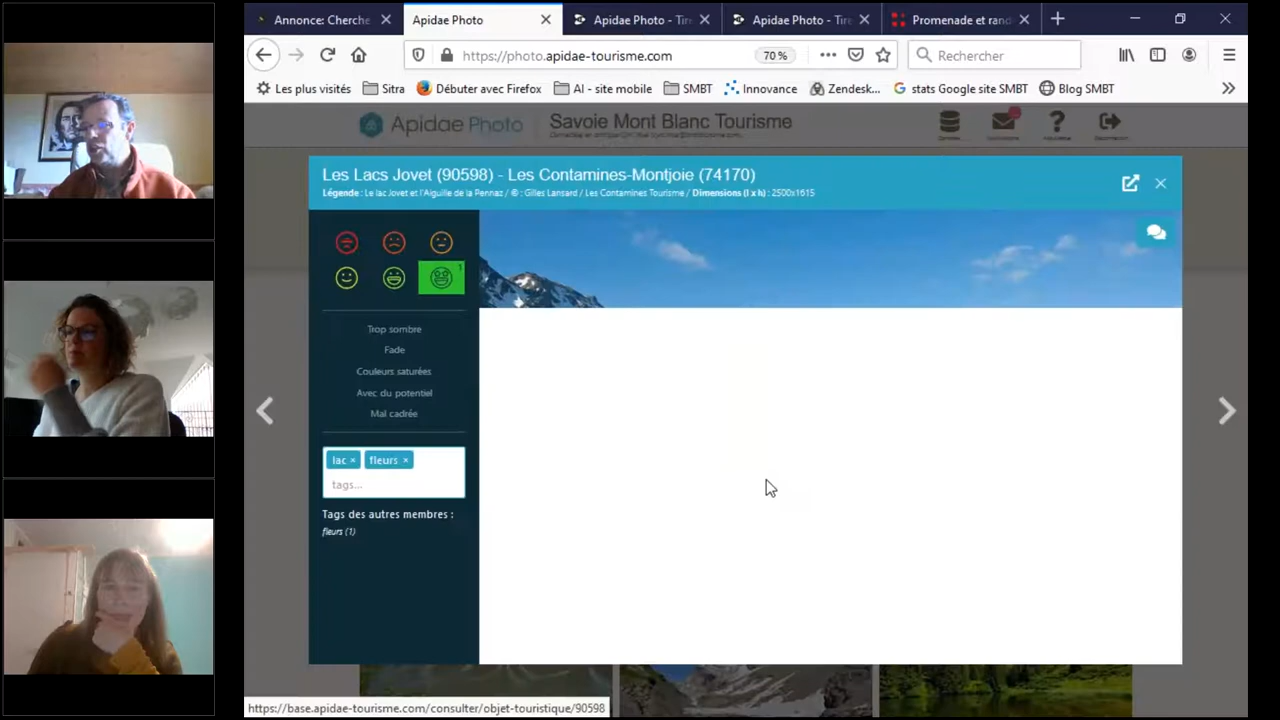 Annonce: Cherche
Apidae Photo
Apidae Photo - Tire
Apidae Photo - Tire
Promenade et rand
https://photo.apidae-tourisme.com
70 %
Rechercher
Les plus visités
Sitra
Débuter avec Firefox
AI - site mobile
SMBT
Innovance
Zendesk...
stats Google site SMBT
Blog SMBT
Apidae Photo
Savoie Mont Blanc Tourisme
Les Lacs Jovet (90598) - Les Contamines-Montjoie (74170)
Légende : Le lac Jovet et l'Aiguille de la Pennaz / © : Gilles Lansard / Les Contamines Tourisme / Dimensions (l x h) : 2500x1615
1
Trop sombre
Fade
Couleurs saturées
Avec du potentiel
Mal cadrée
lac × fleurs ×
tags...
Tags des autres membres :
fleurs (1)
https://base.apidae-tourisme.com/consulter/objet-touristique/90598